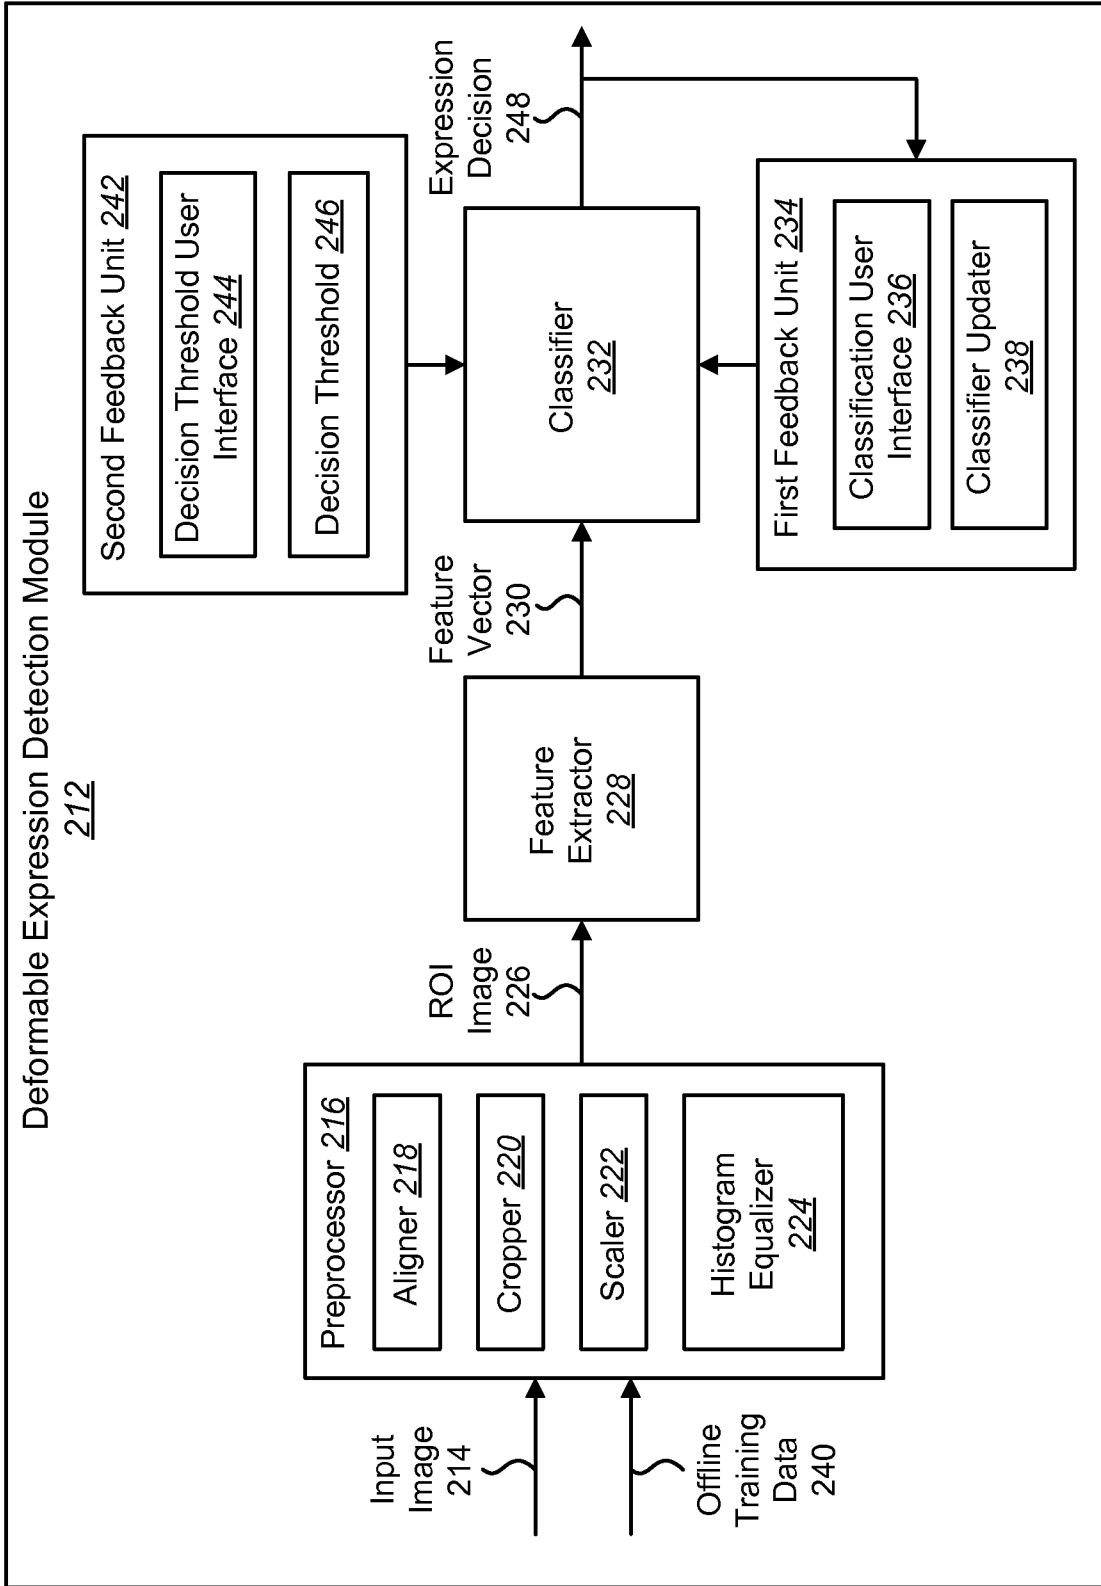 Deformable Expression Detection Module
212
Second Feedback Unit 242
Decision Threshold User
Interface 244
Decision Threshold 246
Input
Image
214
Offline
Training
Data
240
Preprocessor 216
Aligner 218
Cropper 220
Scaler 222
Histogram
Equalizer
224
ROI
Image
226
Feature
Extractor
228
Feature
Vector
230
Classifier
232
Expression
Decision
248
First Feedback Unit 234
Classification User
Interface 236
Classifier Updater
238